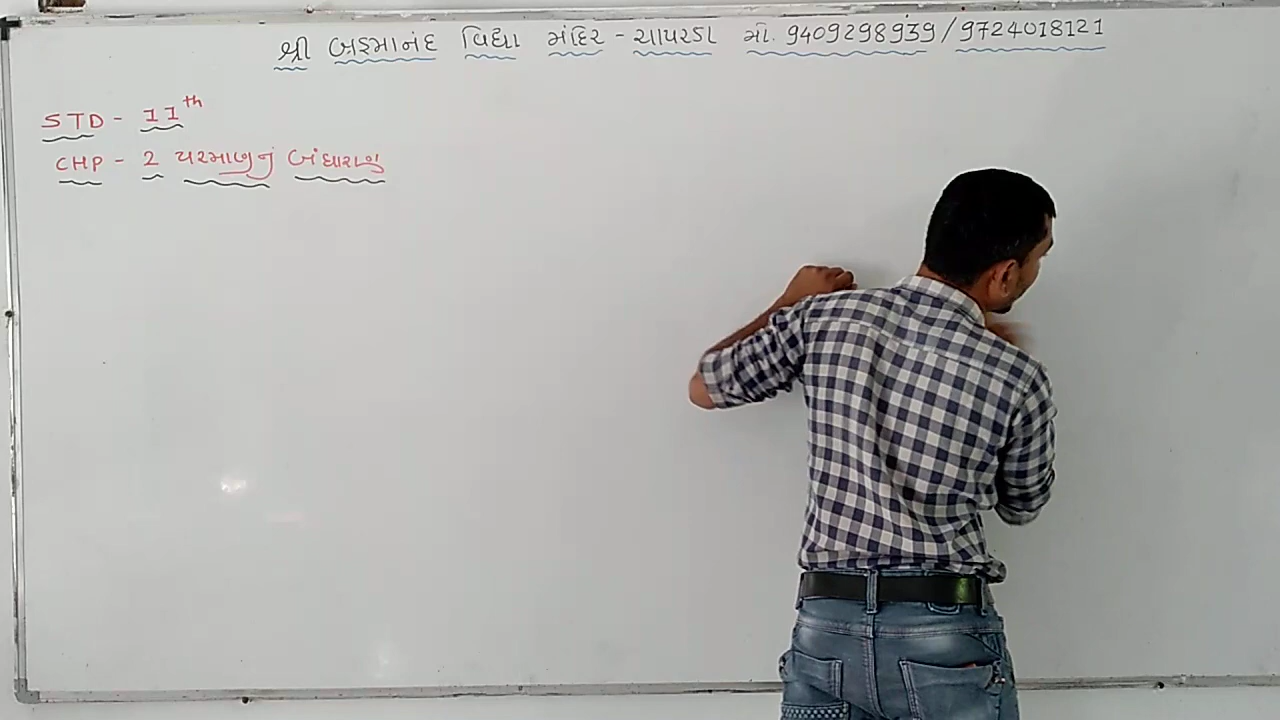 શ્રી બ્રહ્માનંદ વિદ્યા મંદિર - ચાપરડા મો. 9409298939 / 9724018121
STD - 11th
CHP - 2 પરમાણુનું બંધારણ